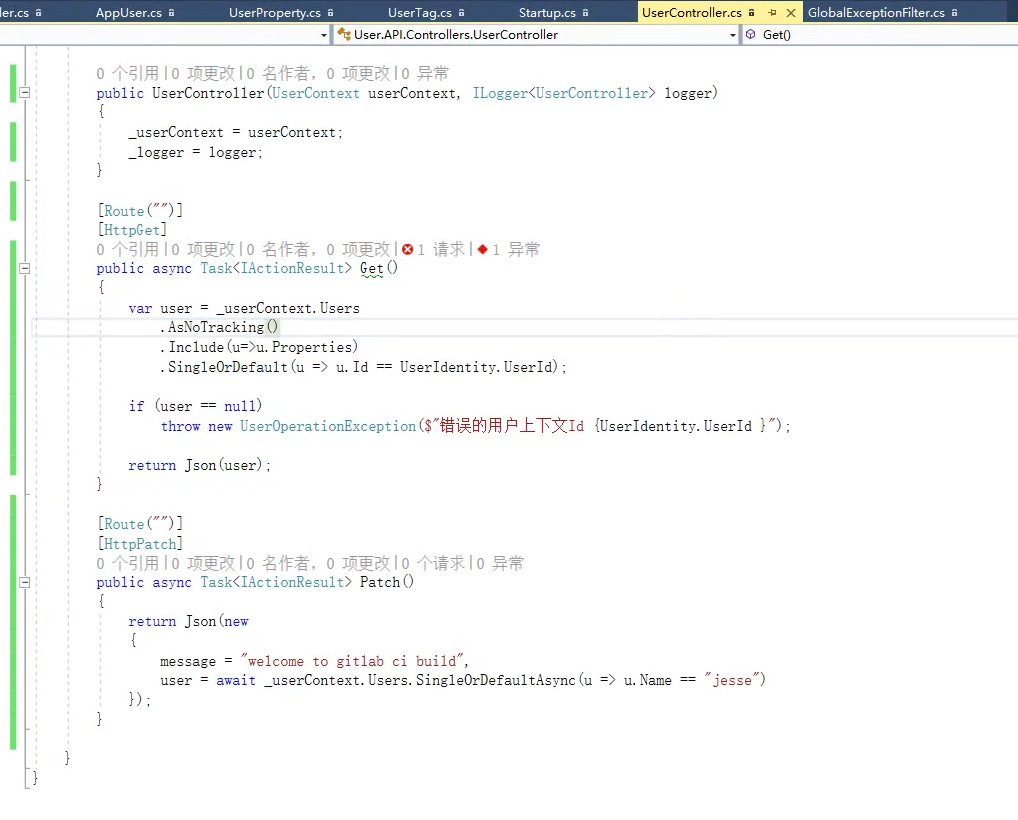 ler.cs AppUser.cs UserProperty.cs UserTag.cs Startup.cs UserController.cs GlobalExceptionFilter.cs
User.API.Controllers.UserController Get()
0 个引用|0 项更改|0 名作者, 0 项更改|0 异常
public UserController(UserContext userContext, ILogger<UserController> logger)
{
_userContext = userContext;
_logger = logger;
}
[Route("")]
[HttpGet]
0 个引用|0 项更改|0 名作者, 0 项更改|1 请求|1 异常
public async Task<IActionResult> Get()
{
var user = _userContext.Users
.AsNoTracking()
.Include(u=>u.Properties)
.SingleOrDefault(u => u.Id == UserIdentity.UserId);
if (user == null)
throw new UserOperationException($"错误的用户上下文Id {UserIdentity.UserId }");
return Json(user);
}
[Route("")]
[HttpPatch]
0 个引用|0 项更改|0 名作者, 0 项更改|0 个请求|0 异常
public async Task<IActionResult> Patch()
{
return Json(new
{
message = "welcome to gitlab ci build",
user = await _userContext.Users.SingleOrDefaultAsync(u => u.Name == "jesse")
});
}
}
}